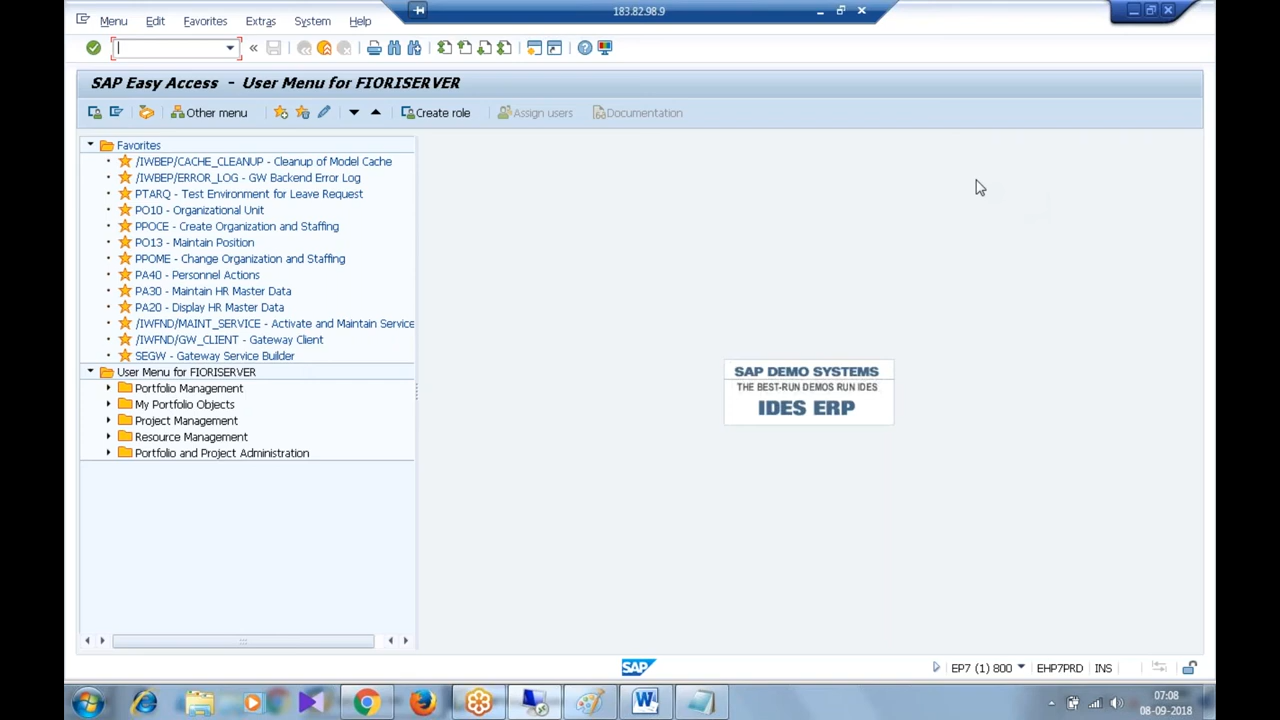 183.82.98.9
Menu Edit Favorites Extras System Help
SAP Easy Access - User Menu for FIORISERVER
Other menu Create role Assign users Documentation
Favorites
/IWBEP/CACHE_CLEANUP - Cleanup of Model Cache
/IWBEP/ERROR_LOG - GW Backend Error Log
PTARQ - Test Environment for Leave Request
PO10 - Organizational Unit
PPOCE - Create Organization and Staffing
PO13 - Maintain Position
PPOME - Change Organization and Staffing
PA40 - Personnel Actions
PA30 - Maintain HR Master Data
PA20 - Display HR Master Data
/IWFND/MAINT_SERVICE - Activate and Maintain Service
/IWFND/GW_CLIENT - Gateway Client
SEGW - Gateway Service Builder
User Menu for FIORISERVER
Portfolio Management
My Portfolio Objects
Project Management
Resource Management
Portfolio and Project Administration
SAP DEMO SYSTEMS
THE BEST-RUN DEMOS RUN IDES
IDES ERP
SAP
EP7 (1) 800 EHP7PRD INS
07:08
08-09-2018